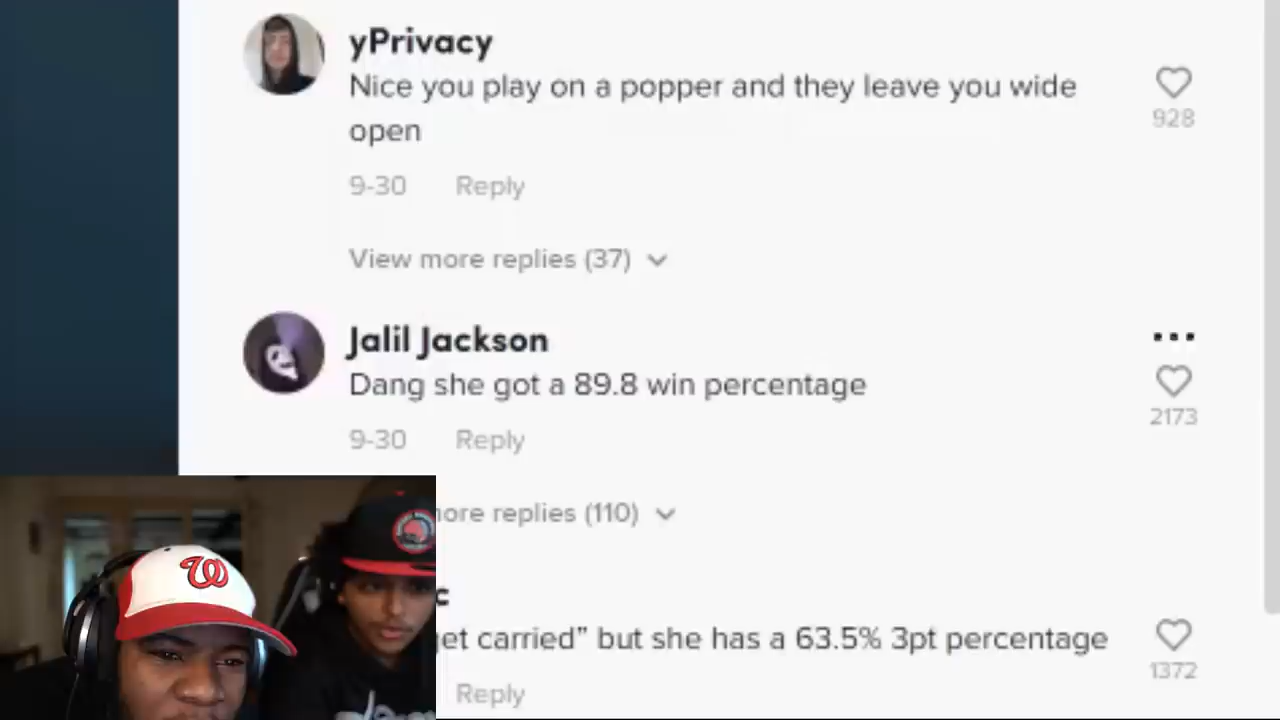 yPrivacy
Nice you play on a popper and they leave you wide
open
928
9-30 Reply
View more replies (37)
Jalil Jackson
Dang she got a 89.8 win percentage
2173
9-30 Reply
more replies (110)
c
get carried” but she has a 63.5% 3pt percentage
1372
Reply
W